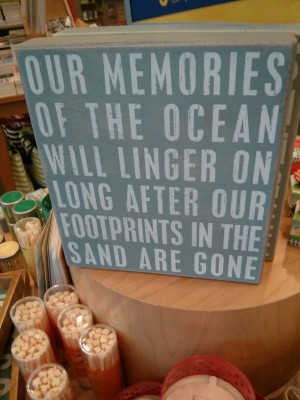 OUR MEMORIES
OF THE OCEAN
WILL LINGER ON
LONG AFTER OUR
FOOTPRINTS IN THE
SAND ARE GONE